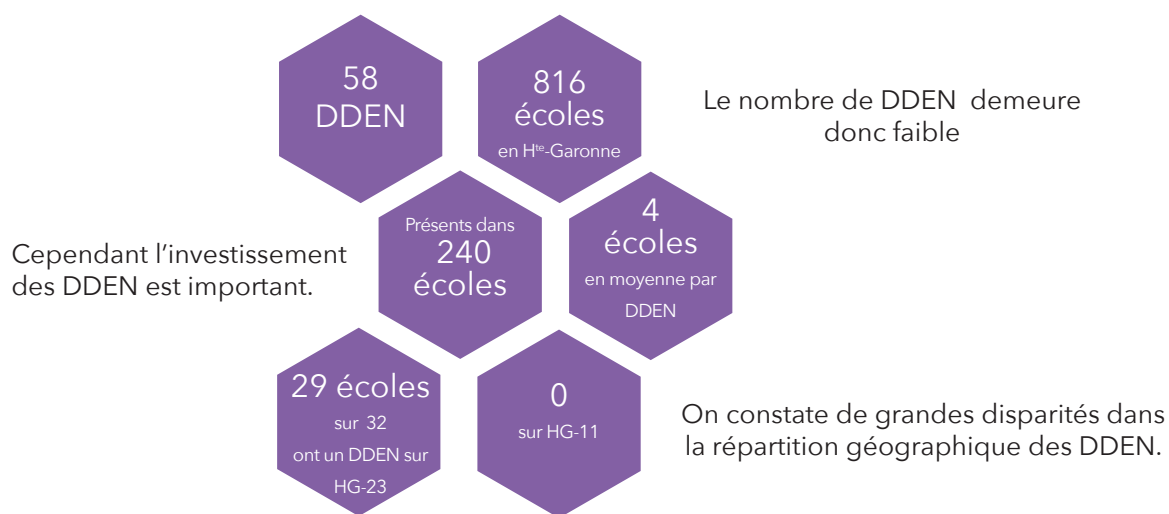 58
DDEN
816
écoles
en Hte-Garonne
Le nombre de DDEN demeure
donc faible
Cependant l’investissement
des DDEN est important.
Présents dans
240
écoles
4
écoles
en moyenne par
DDEN
29 écoles
sur 32
ont un DDEN sur
HG-23
0
sur HG-11
On constate de grandes disparités dans
la répartition géographique des DDEN.